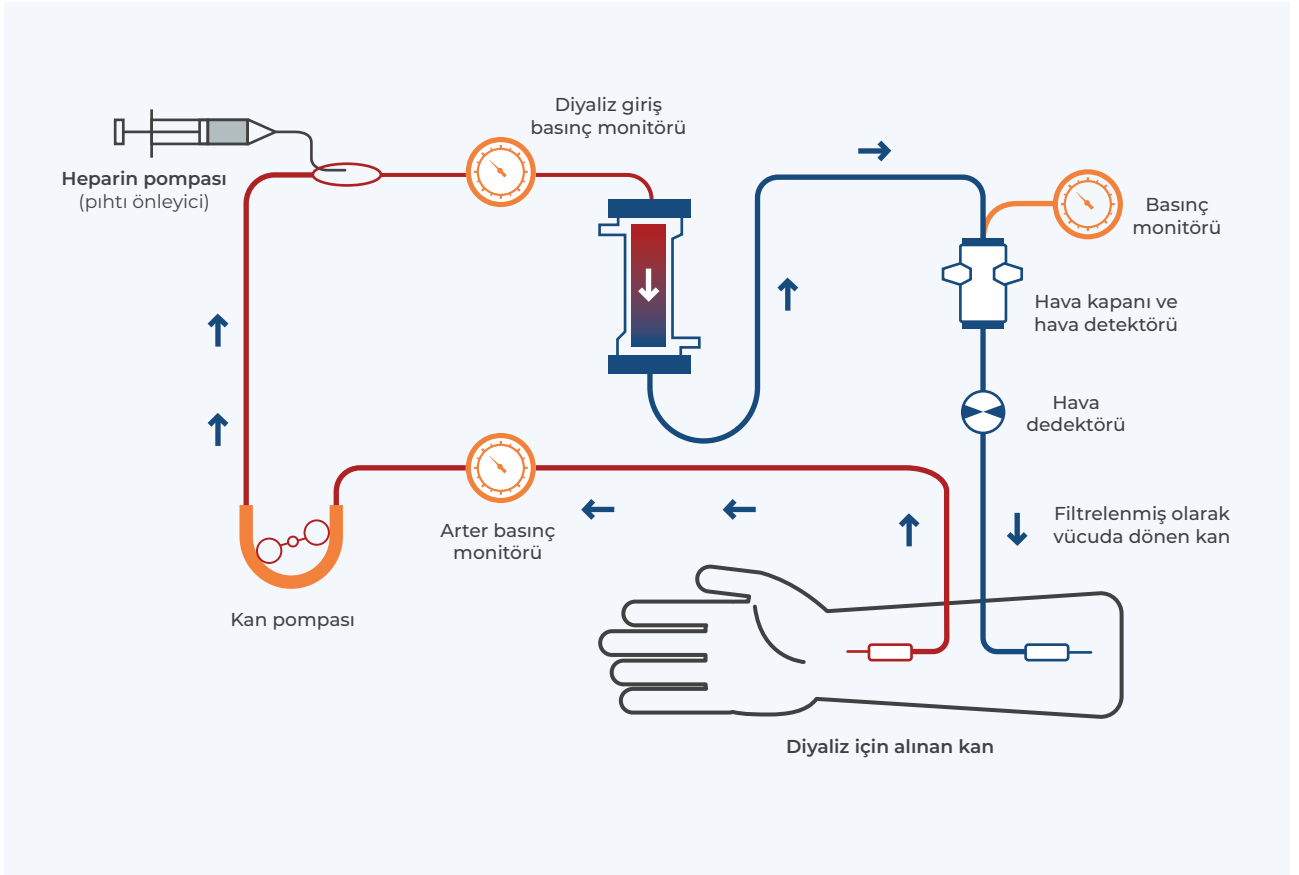 Diyaliz giriş
basınç monitörü
Heparin pompası
(pıhtı önleyici)
Basınç
monitörü
Hava kapanı ve
hava detektörü
Hava
dedektörü
Arter basınç
monitörü
Filtrelenmiş olarak
vücuda dönen kan
Kan pompası
Diyaliz için alınan kan